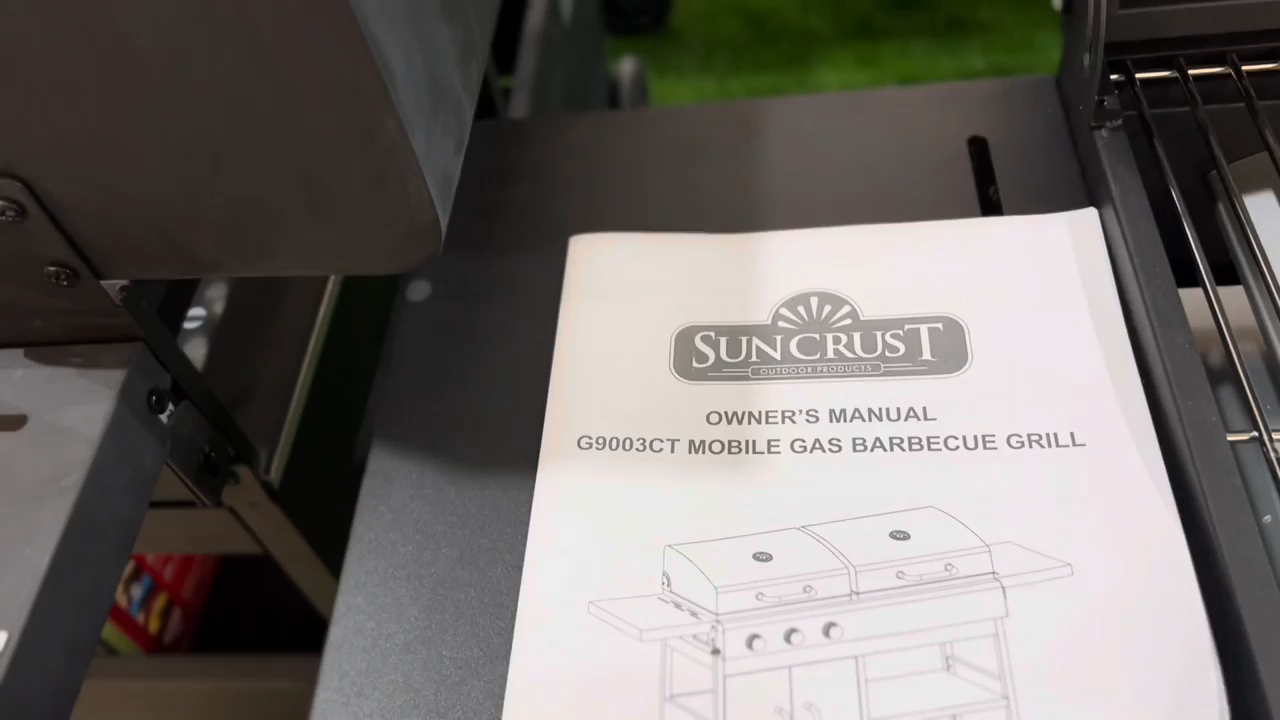 SUNCRUST
OUTDOOR PRODUCTS
OWNER'S MANUAL
G9003CT MOBILE GAS BARBECUE GRILL